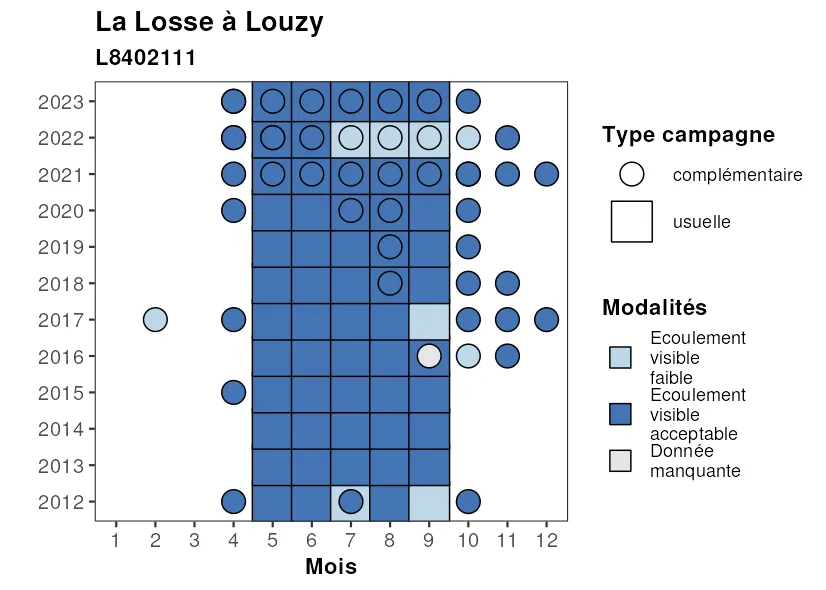 La Losse à Louzy
L8402111
2023
2022
2021
2020
2019
2018
2017
2016
2015
2014
2013
2012
1 2 3 4 5 6 7 8 9 10 11 12
Mois
Type campagne
complémentaire
usuelle
Modalités
Ecoulement
visible
faible
Ecoulement
visible
acceptable
Donnée
manquante